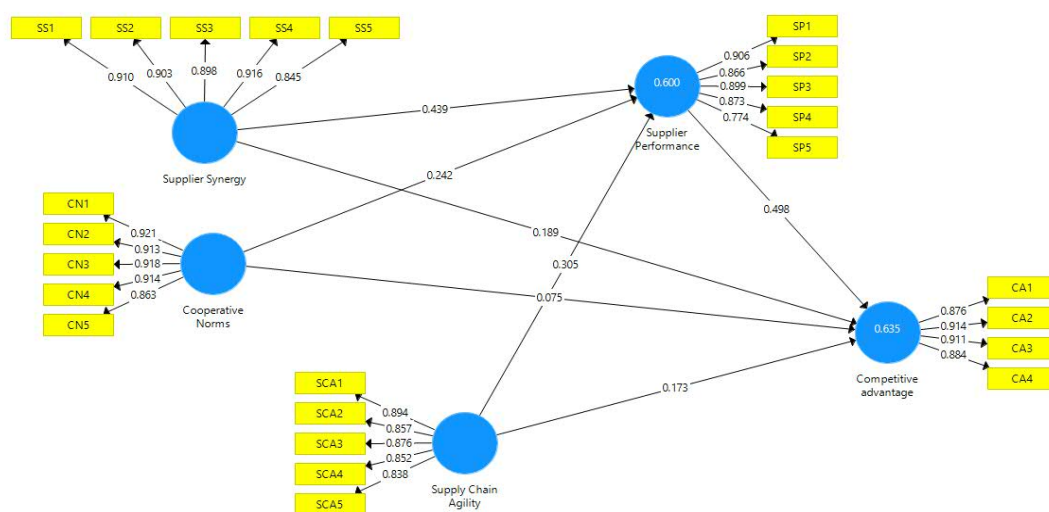 SS1 SS2 SS3 SS4 SS5
0.910 0.903 0.898 0.916 0.845
Supplier Synergy
CN1
CN2
CN3
CN4
CN5
0.921
0.913
0.918
0.914
0.863
Cooperative
Norms
SCA1
SCA2
SCA3
SCA4
SCA5
0.894
0.857
0.876
0.852
0.838
Supply Chain
Agility
0.439
0.242
0.189
0.305
0.075
0.173
0.498
0.600
Supplier
Performance
0.906
0.866
0.899
0.873
0.774
SP1
SP2
SP3
SP4
SP5
0.635
Competitive
advantage
0.876
0.914
0.911
0.884
CA1
CA2
CA3
CA4